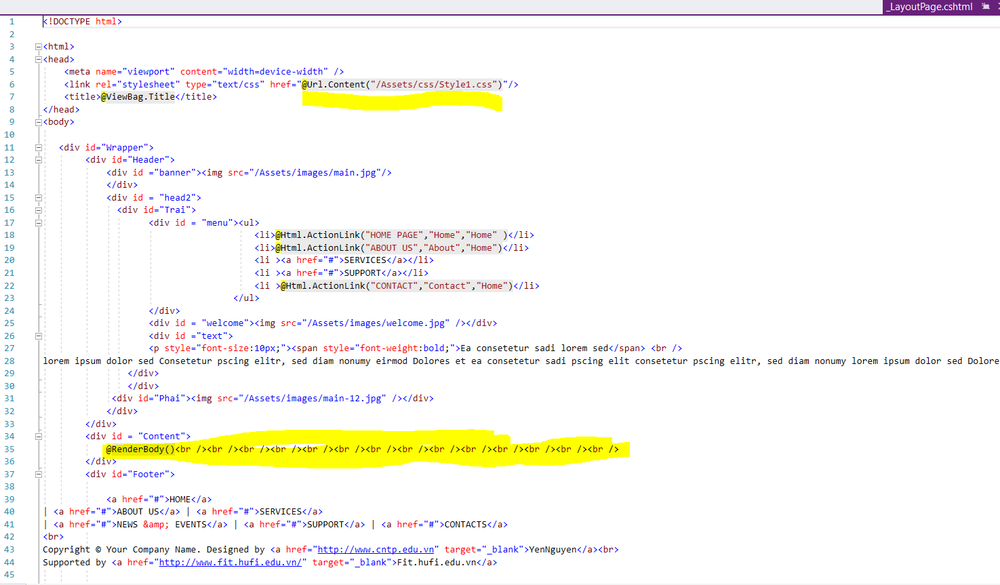 _LayoutPage.cshtml
1 <!DOCTYPE html>
2
3 <html>
4 <head>
5 <meta name="viewport" content="width=device-width" />
6 <link rel="stylesheet" type="text/css" href="@Url.Content("/Assets/css/Style1.css")"/>
7 <title>@ViewBag.Title</title>
8 </head>
9 <body>
10
11 <div id="Wrapper">
12 <div id="Header">
13 <div id ="banner"><img src="/Assets/images/main.jpg"/>
14 </div>
15 <div id = "head2">
16 <div id="Trai">
17 <div id = "menu"><ul>
18 <li>@Html.ActionLink("HOME PAGE","Home","Home" )</li>
19 <li>@Html.ActionLink("ABOUT US","About","Home")</li>
20 <li ><a href="#">SERVICES</a></li>
21 <li ><a href="#">SUPPORT</a></li>
22 <li >@Html.ActionLink("CONTACT","Contact","Home")</li>
23 </ul>
24 </div>
25 <div id = "welcome"><img src="/Assets/images/welcome.jpg" /></div>
26 <div id ="text">
27 <p style="font-size:10px;"><span style="font-weight:bold;">Ea consetetur sadi lorem sed</span> <br />
28 lorem ipsum dolor sed Consetetur pscing elitr, sed diam nonumy eirmod Dolores et ea consetetur sadi pscing elit consetetur pscing elitr, sed diam nonumy lorem ipsum dolor sed Dolore
29 </div>
30 </div>
31 <div id="Phai"><img src="/Assets/images/main-12.jpg" /></div>
32 </div>
33 </div>
34 <div id = "Content">
35 @RenderBody()<br /><br /><br /><br /><br /><br /><br /><br /><br /><br /><br /><br /><br /><br />
36 </div>
37 <div id="Footer">
38
39 <a href="#">HOME</a>
40 | <a href="#">ABOUT US</a> | <a href="#">SERVICES</a>
41 | <a href="#">NEWS &amp; EVENTS</a> | <a href="#">SUPPORT</a> | <a href="#">CONTACTS</a>
42 <br>
43 Copyright © Your Company Name. Designed by <a href="http://www.cntp.edu.vn" target="_blank">YenNguyen</a><br>
44 Supported by <a href="http://www.fit.hufi.edu.vn/" target="_blank">Fit.hufi.edu.vn</a>
45